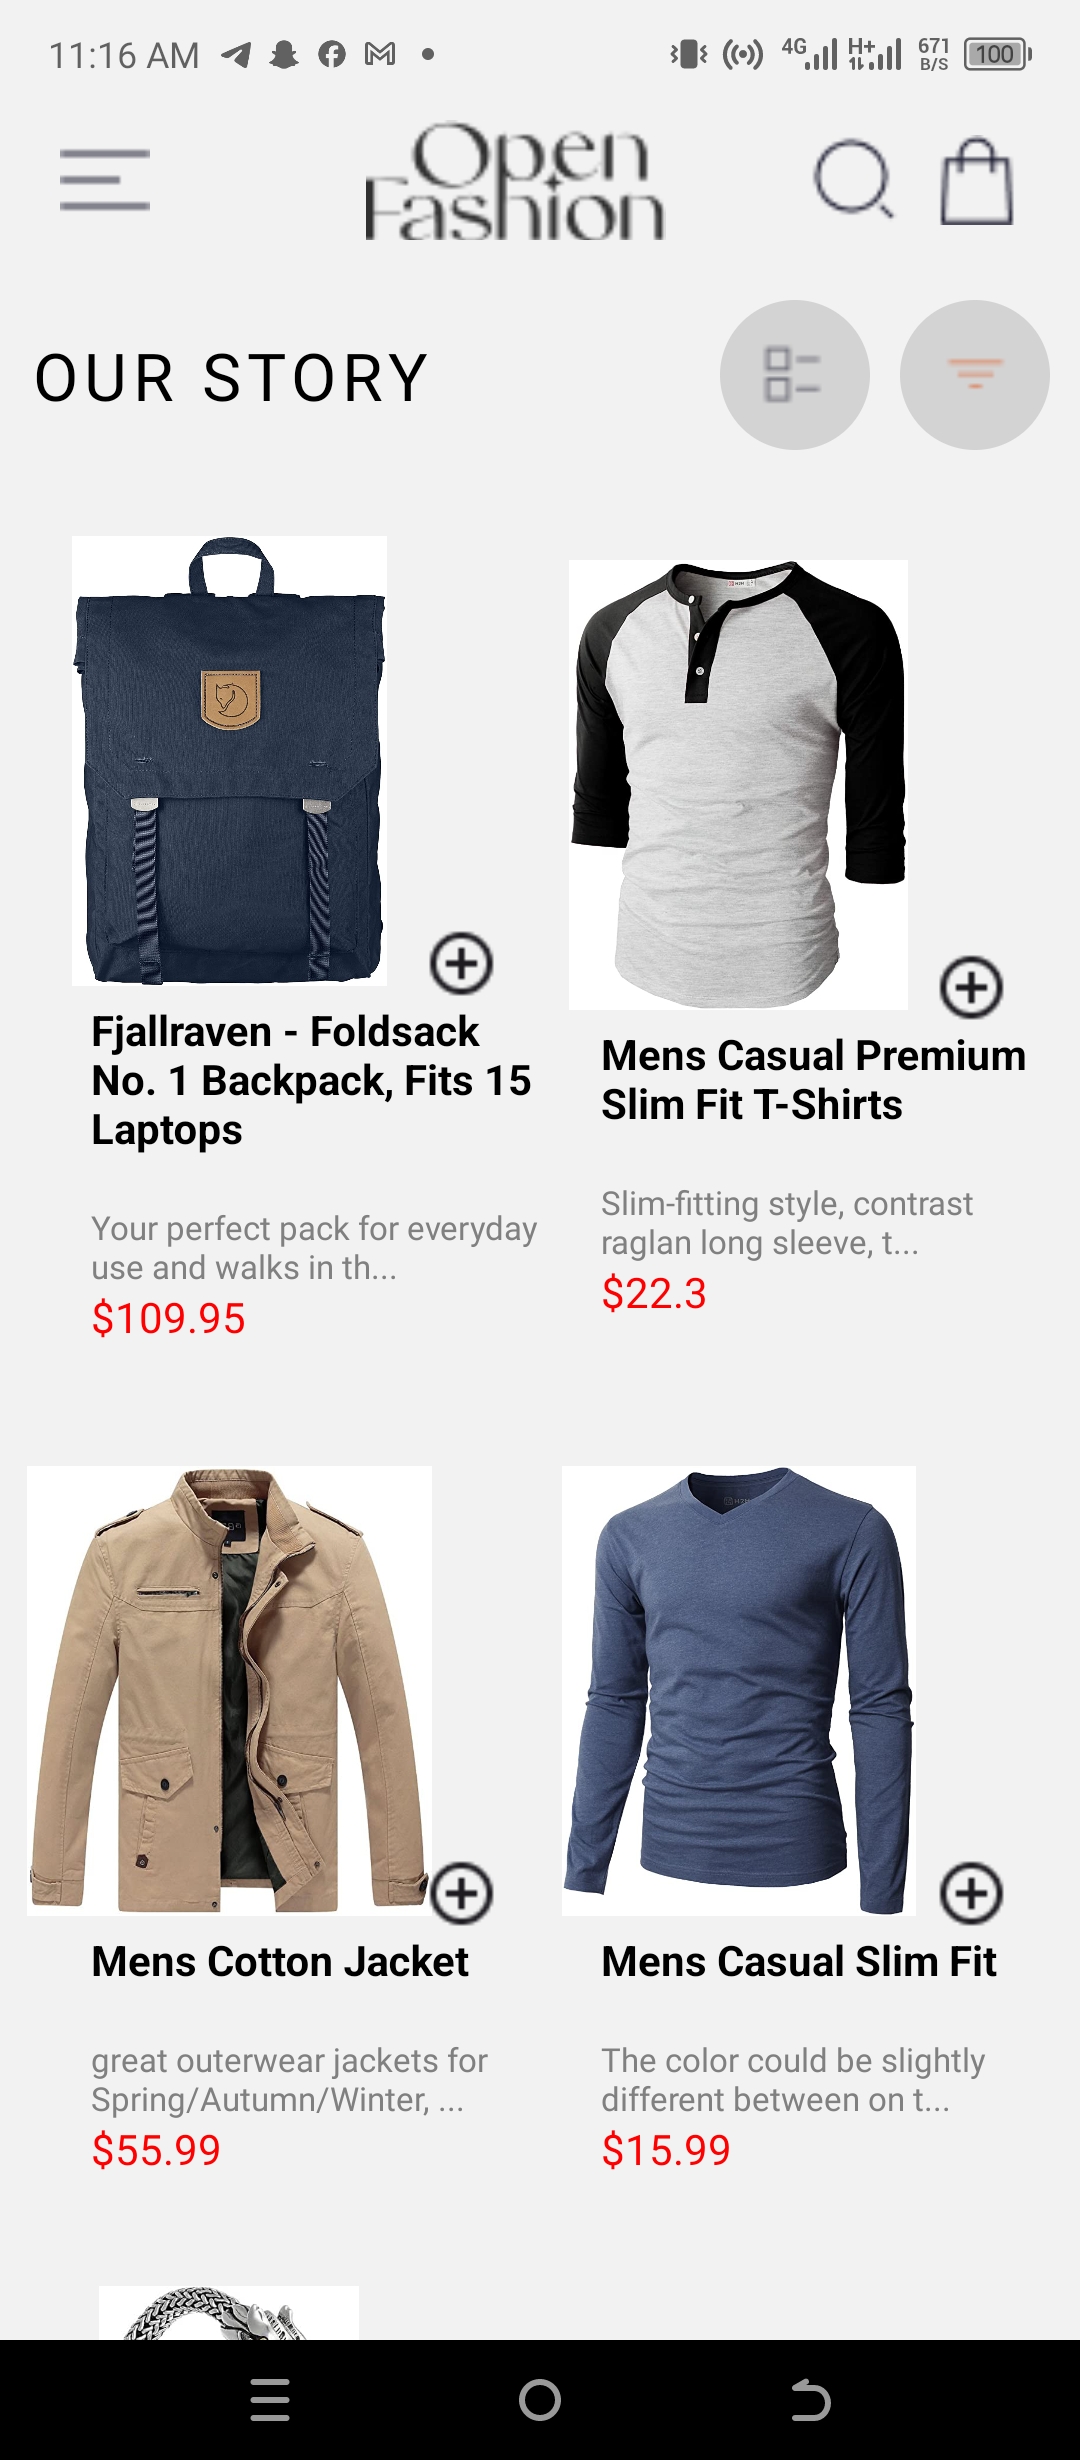 11:16 AM
4G H+ 671 B/S 100
Open
Fashion
OUR STORY
Fjallraven - Foldsack
No. 1 Backpack, Fits 15
Laptops
Your perfect pack for everyday
use and walks in th...
$109.95
Mens Casual Premium
Slim Fit T-Shirts
Slim-fitting style, contrast
raglan long sleeve, t...
$22.3
Mens Cotton Jacket
great outerwear jackets for
Spring/Autumn/Winter, ...
$55.99
Mens Casual Slim Fit
The color could be slightly
different between on t...
$15.99